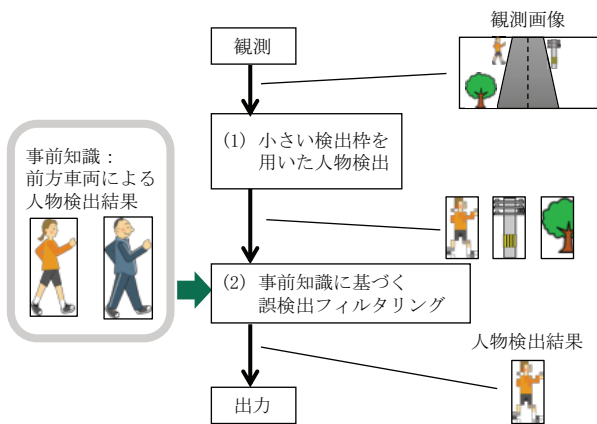 観測画像
観測
(1) 小さい検出枠を
用いた人物検出
事前知識：
前方車両による
人物検出結果
(2) 事前知識に基づく
誤検出フィルタリング
人物検出結果
出力